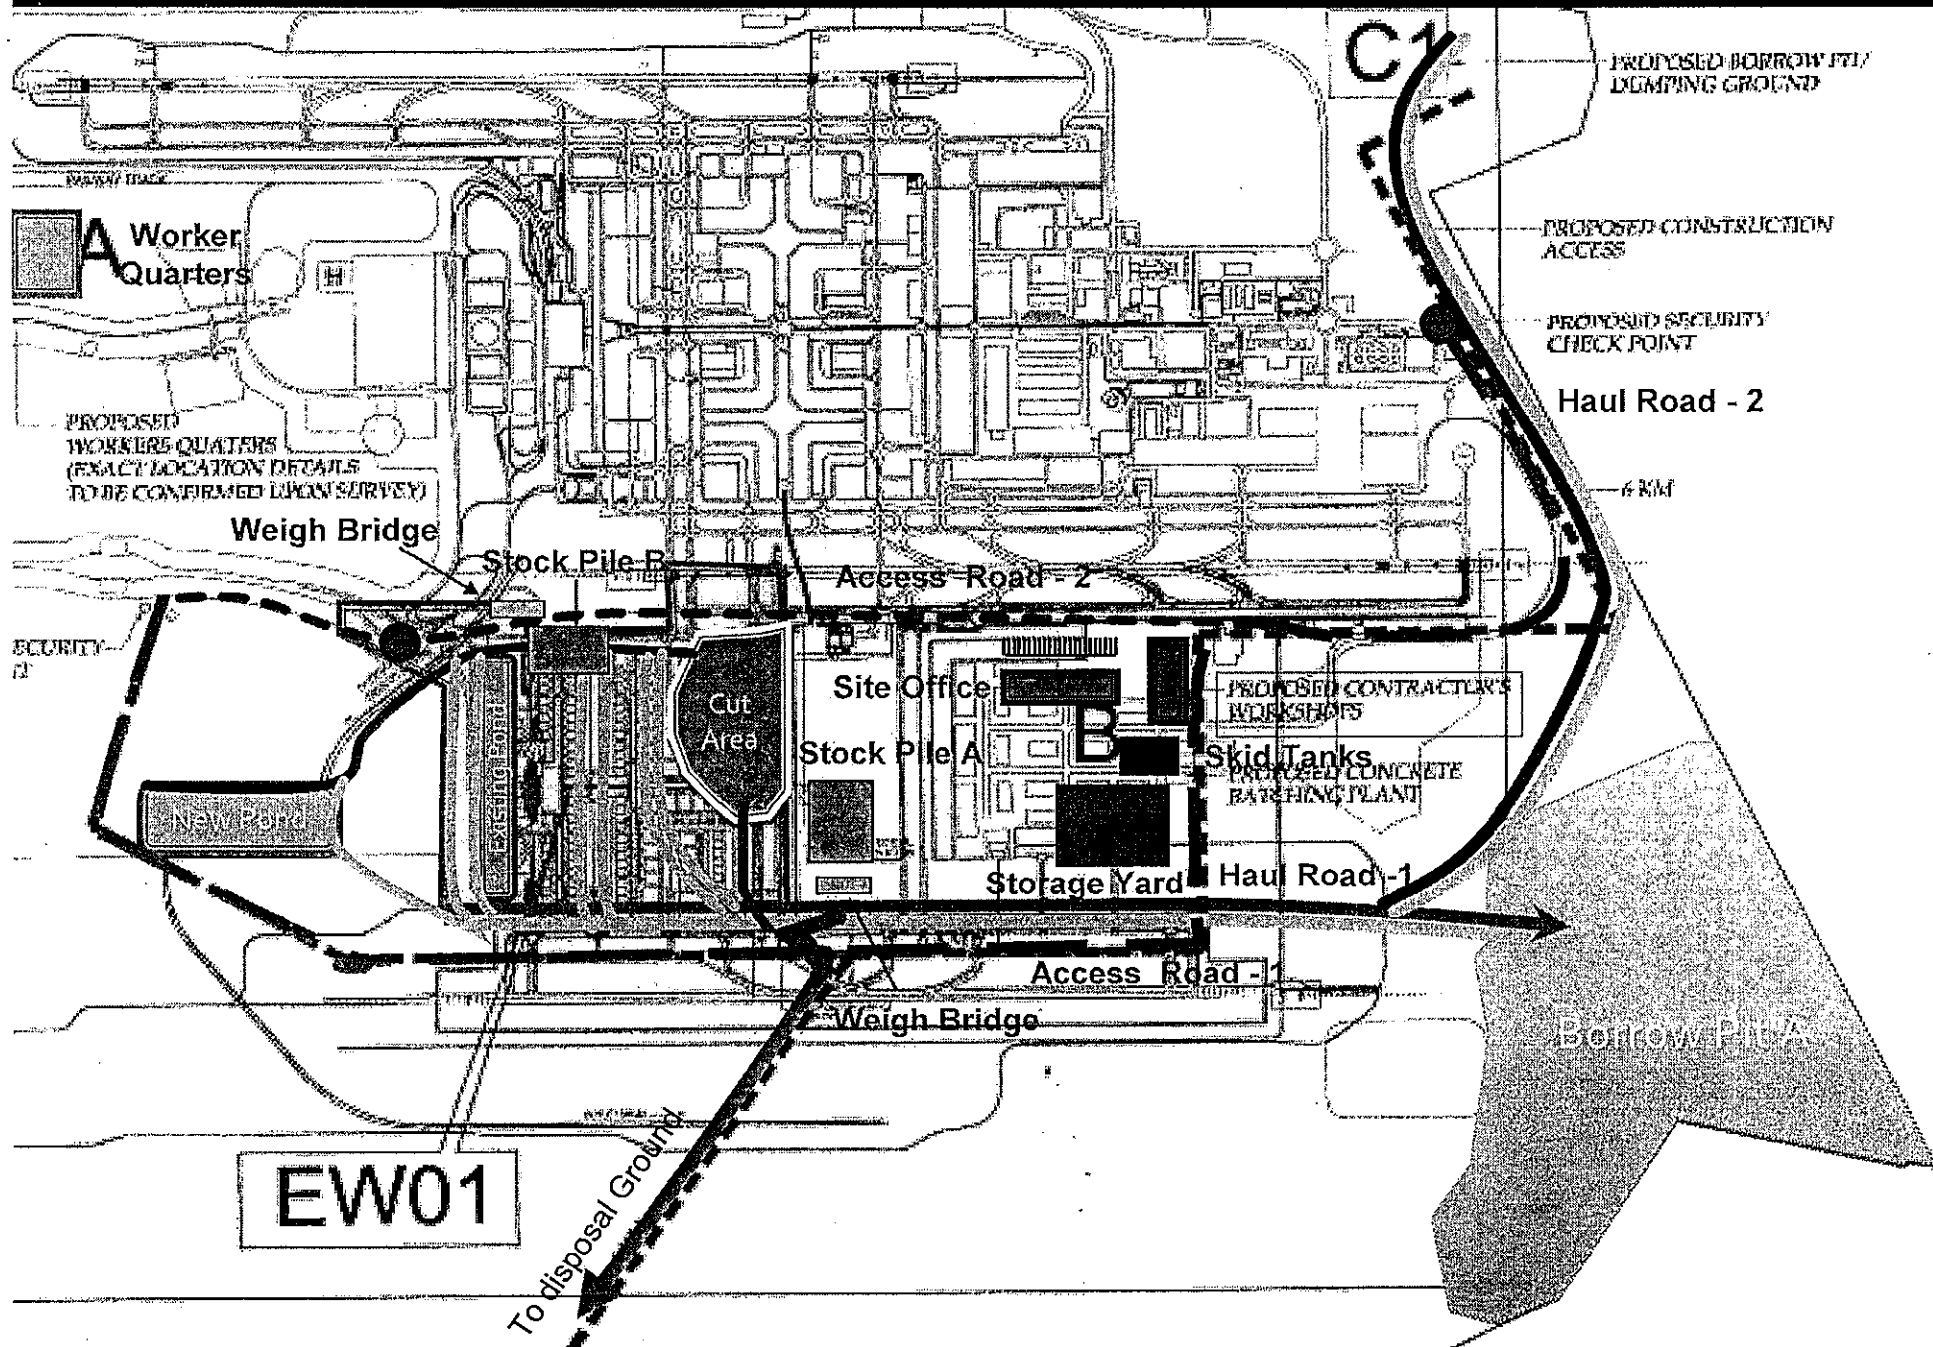 C1
PROPOSED BORROW PIT/
DUMPING GROUND
A
Worker
Quarters
H
PROPOSED CONSTRUCTION
ACCESS
PROPOSED SECURITY
CHECK POINT
Haul Road - 2
PROPOSED
WORKERS QUATERS
(EXACT LOCATION DETAILS
TO BE CONFIRMED UPON SURVEY)
6 KM
Weigh Bridge
Stock Pile B
Access Road - 2
ECURITY
Site Office
Cut
Area
PROPOSED CONTRACTOR'S
WORKSHOPS
B
Stock Pile A
Skid Tanks
PROPOSED CONCRETE
BATCHING PLANT
Existing Pond
New Pond
Storage Yard
Haul Road -1
Access Road - 1
Weigh Bridge
Borrow Pit A
EW01
To disposal Ground